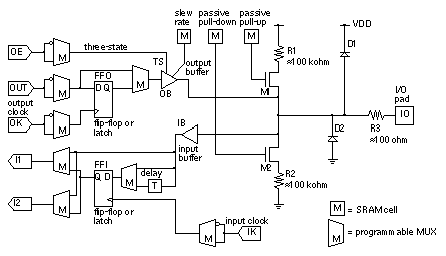 slew rate
passive pull-down
passive pull-up
VDD
M
M
M
OE
M
three-state
TS
output buffer
R1
≈100 kohm
D1
OUT
M
FFO
D Q
M
OB
M1
I/O pad
output clock
OK
M
flip-flop or latch
IO
R3
≈100 ohm
D2
IB
input buffer
I1
M
FFI
Q D
M
delay
T
M2
R2
≈100 kohm
I2
M
flip-flop or latch
input clock
M
IK
M = SRAM cell
M = programmable MUX